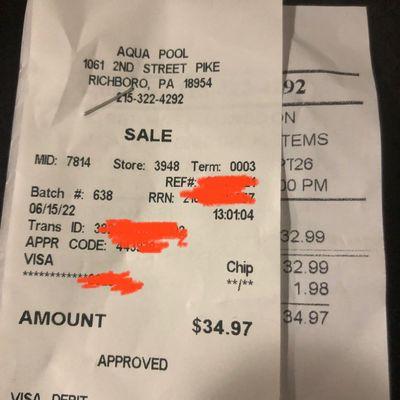 AQUA POOL
1061 2ND STREET PIKE
RICHBORO, PA 18954
215-322-4292
SALE
MID: 7814 Store: 3948 Term: 0003
REF#:
Batch #: 638 RRN:
06/15/22 13:01:04
Trans ID:
APPR CODE:
VISA Chip
**/**
AMOUNT $34.97
APPROVED
VISA DEBIT
92
ON
TEMS
PT26
00 PM
32.99
32.99
1.98
34.97